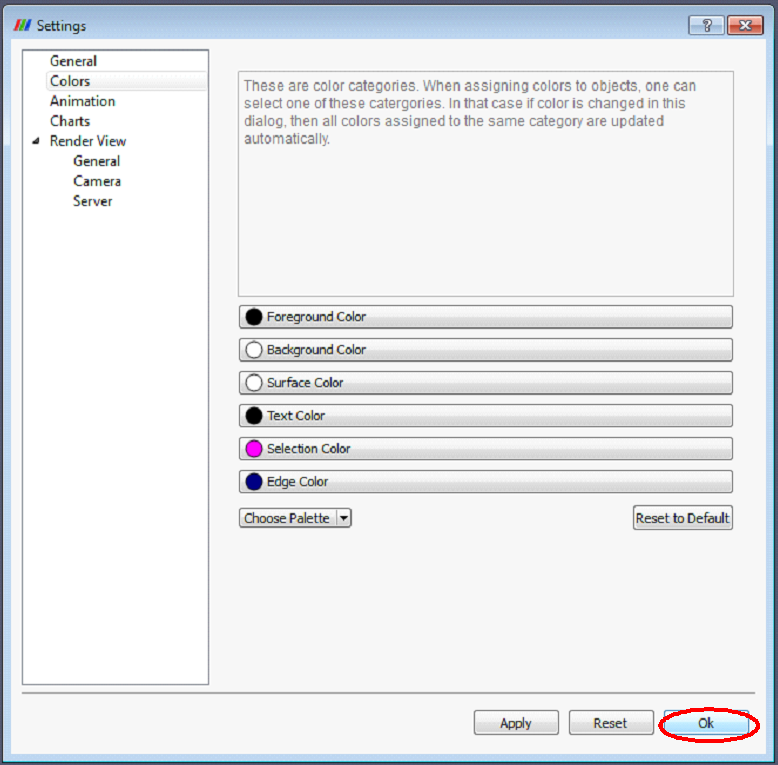 Settings
General
Colors
Animation
Charts
Render View
General
Camera
Server
These are color categories. When assigning colors to objects, one can
select one of these catergories. In that case if color is changed in this
dialog, then all colors assigned to the same category are updated
automatically.
Foreground Color
Background Color
Surface Color
Text Color
Selection Color
Edge Color
Choose Palette
Reset to Default
Apply
Reset
Ok